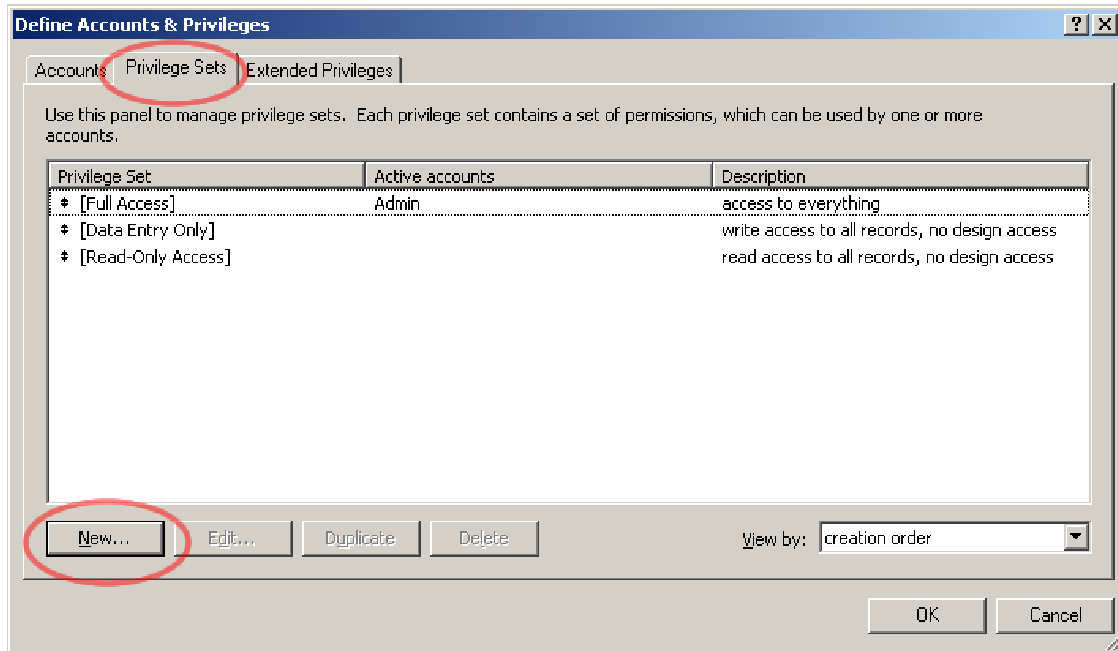 Define Accounts & Privileges
Accounts Privilege Sets Extended Privileges
Use this panel to manage privilege sets. Each privilege set contains a set of permissions, which can be used by one or more
accounts.
Privilege Set Active accounts Description
[Full Access] Admin access to everything
[Data Entry Only] write access to all records, no design access
[Read-Only Access] read access to all records, no design access
New... Edit... Duplicate Delete View by: creation order
OK Cancel